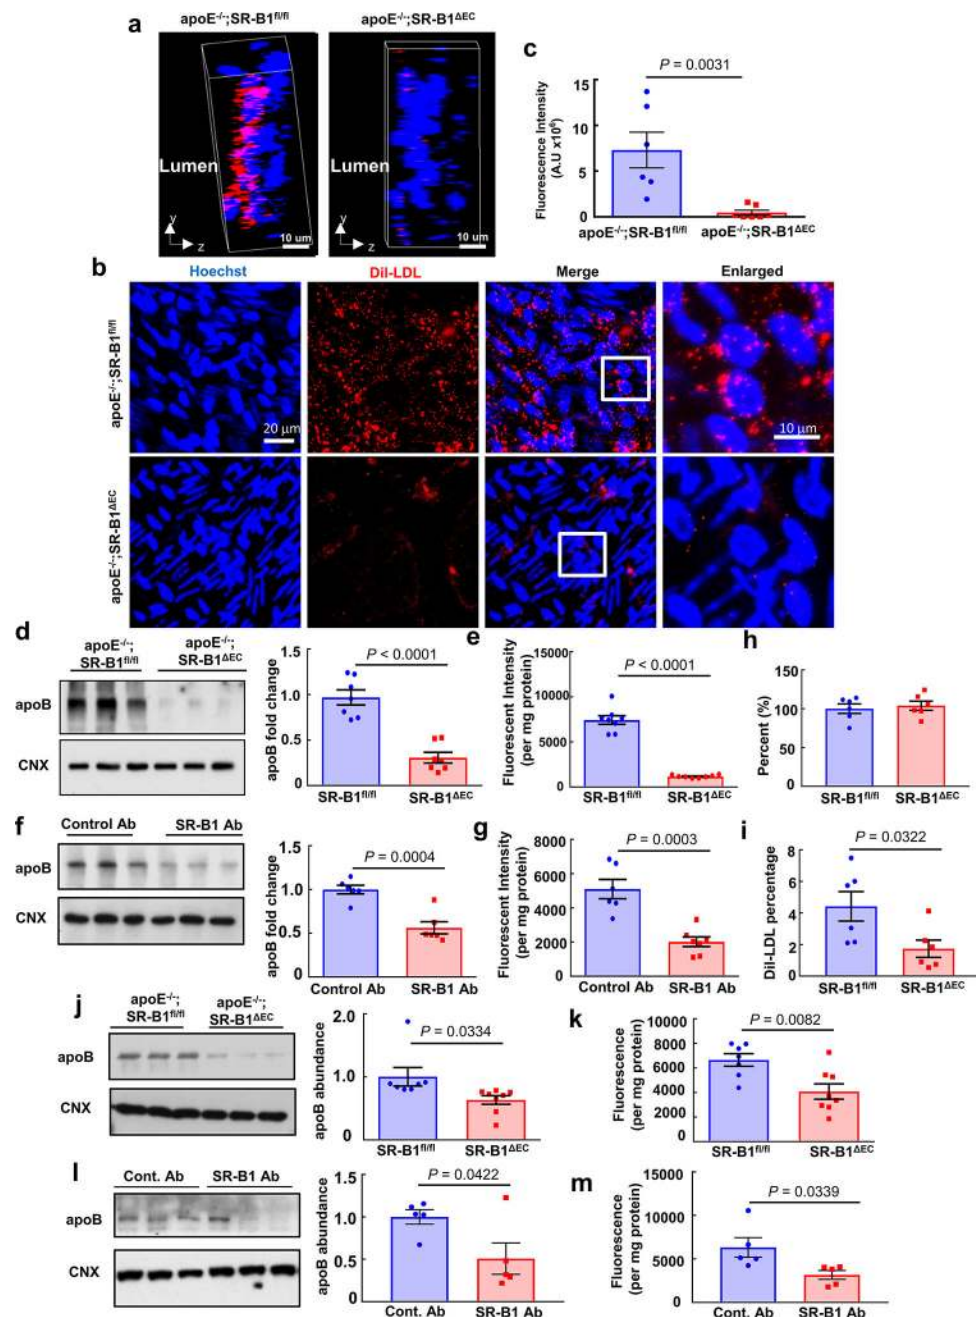 a
apoE-/-;SR-B1fl/fl
apoE-/-;SR-B1ΔEC
Lumen
y
z
10 um
Lumen
y
z
10 um
c
P = 0.0031
Fluorescence Intensity
(A.U x10⁶)
15
10
5
0
apoE-/-;SR-B1fl/fl
apoE-/-;SR-B1ΔEC
b
Hoechst
Dil-LDL
Merge
Enlarged
apoE-/-;SR-B1fl/fl
20 µm
10 µm
apoE-/-;SR-B1ΔEC
d
apoE-/-;
SR-B1fl/fl
apoE-/-;
SR-B1ΔEC
apoB
CNX
apoB fold change
1.5
1.0
0.5
0
P < 0.0001
SR-B1fl/fl
SR-B1ΔEC
e
Fluorescent Intensity
(per mg protein)
15000
10000
5000
0
P < 0.0001
SR-B1fl/fl
SR-B1ΔEC
h
Percent (%)
150
100
50
0
SR-B1fl/fl
SR-B1ΔEC
f
Control Ab
SR-B1 Ab
apoB
CNX
apoB fold change
1.5
1.0
0.5
0
P = 0.0004
Control Ab
SR-B1 Ab
g
Fluorescent Intensity
(per mg protein)
8000
6000
4000
2000
0
P = 0.0003
Control Ab
SR-B1 Ab
i
Dil-LDL percentage
8
6
4
2
0
P = 0.0322
SR-B1fl/fl
SR-B1ΔEC
j
apoE-/-;
SR-B1fl/fl
apoE-/-;
SR-B1ΔEC
apoB
CNX
apoB abundance
2.0
1.0
0
P = 0.0334
SR-B1fl/fl
SR-B1ΔEC
k
Fluorescence
(per mg protein)
10000
8000
6000
4000
2000
0
P = 0.0082
SR-B1fl/fl
SR-B1ΔEC
l
Cont. Ab
SR-B1 Ab
apoB
CNX
apoB abundance
1.5
1.0
0.5
0.0
P = 0.0422
Cont. Ab
SR-B1 Ab
m
Fluorescence
(per mg protein)
15000
10000
5000
0
P = 0.0339
Cont. Ab
SR-B1 Ab